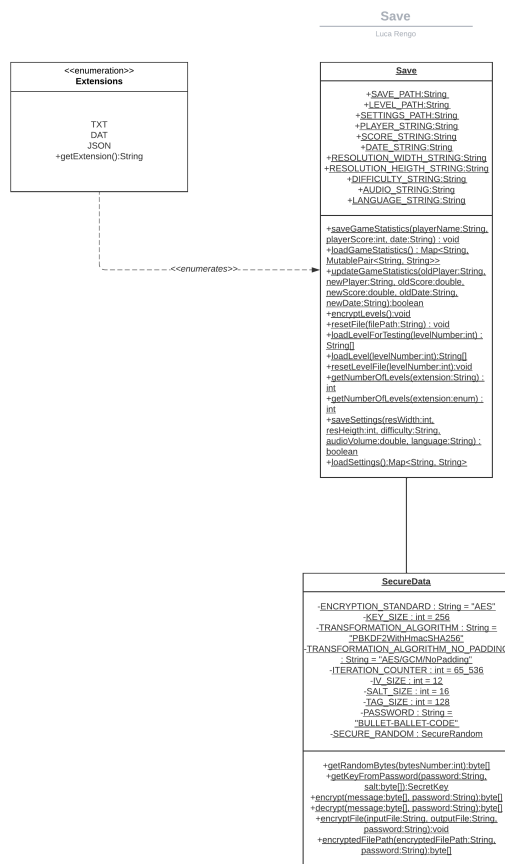 Save
Luca Rengo
<<enumeration>>
Extensions
TXT
DAT
JSON
+getExtension():String
<<enumerates>>
Save
+SAVE_PATH:String
+LEVEL_PATH:String
+SETTINGS_PATH:String
+PLAYER_STRING:String
+SCORE_STRING:String
+DATE_STRING:String
+RESOLUTION_WIDTH_STRING:String
+RESOLUTION_HEIGTH_STRING:String
+DIFFICULTY_STRING:String
+AUDIO_STRING:String
+LANGUAGE_STRING:String
+saveGameStatistics(playerName:String,
playerScore:int, date:String) : void
+loadGameStatistics() : Map<String,
MutablePair<String, String>>
+updateGameStatistics(oldPlayer:String,
newPlayer:String, oldScore:double,
newScore:double, oldDate:String,
newDate:String):boolean
+encryptLevels():void
+resetFile(filePath:String) : void
+loadLevelForTesting(levelNumber:int) :
String[]
+loadLevel(levelNumber:int):String[]
+resetLevelFile(levelNumber:int):void
+getNumberOfLevels(extension:String) :
int
+getNumberOfLevels(extension:enum) :
int
+saveSettings(resWidth:int,
resHeigth:int, difficulty:String,
audioVolume:double, language:String) :
boolean
+loadSettings():Map<String, String>
SecureData
-ENCRYPTION_STANDARD : String = "AES"
-KEY_SIZE : int = 256
-TRANSFORMATION_ALGORITHM : String =
"PBKDF2WithHmacSHA256"
-TRANSFORMATION_ALGORITHM_NO_PADDING
: String = "AES/GCM/NoPadding"
-ITERATION_COUNTER : int = 65_536
-IV_SIZE : int = 12
-SALT_SIZE : int = 16
-TAG_SIZE : int = 128
-PASSWORD : String =
"BULLET-BALLET-CODE"
-SECURE_RANDOM : SecureRandom
+getRandomBytes(bytesNumber:int):byte[]
+getKeyFromPassword(password:String,
salt:byte[]):SecretKey
+encrypt(message:byte[], password:String):byte[]
+decrypt(message:byte[], password:String):byte[]
+encryptFile(inputFile:String, outputFile:String,
password:String):void
+encryptedFilePath(encryptedFilePath:String,
password:String):byte[]